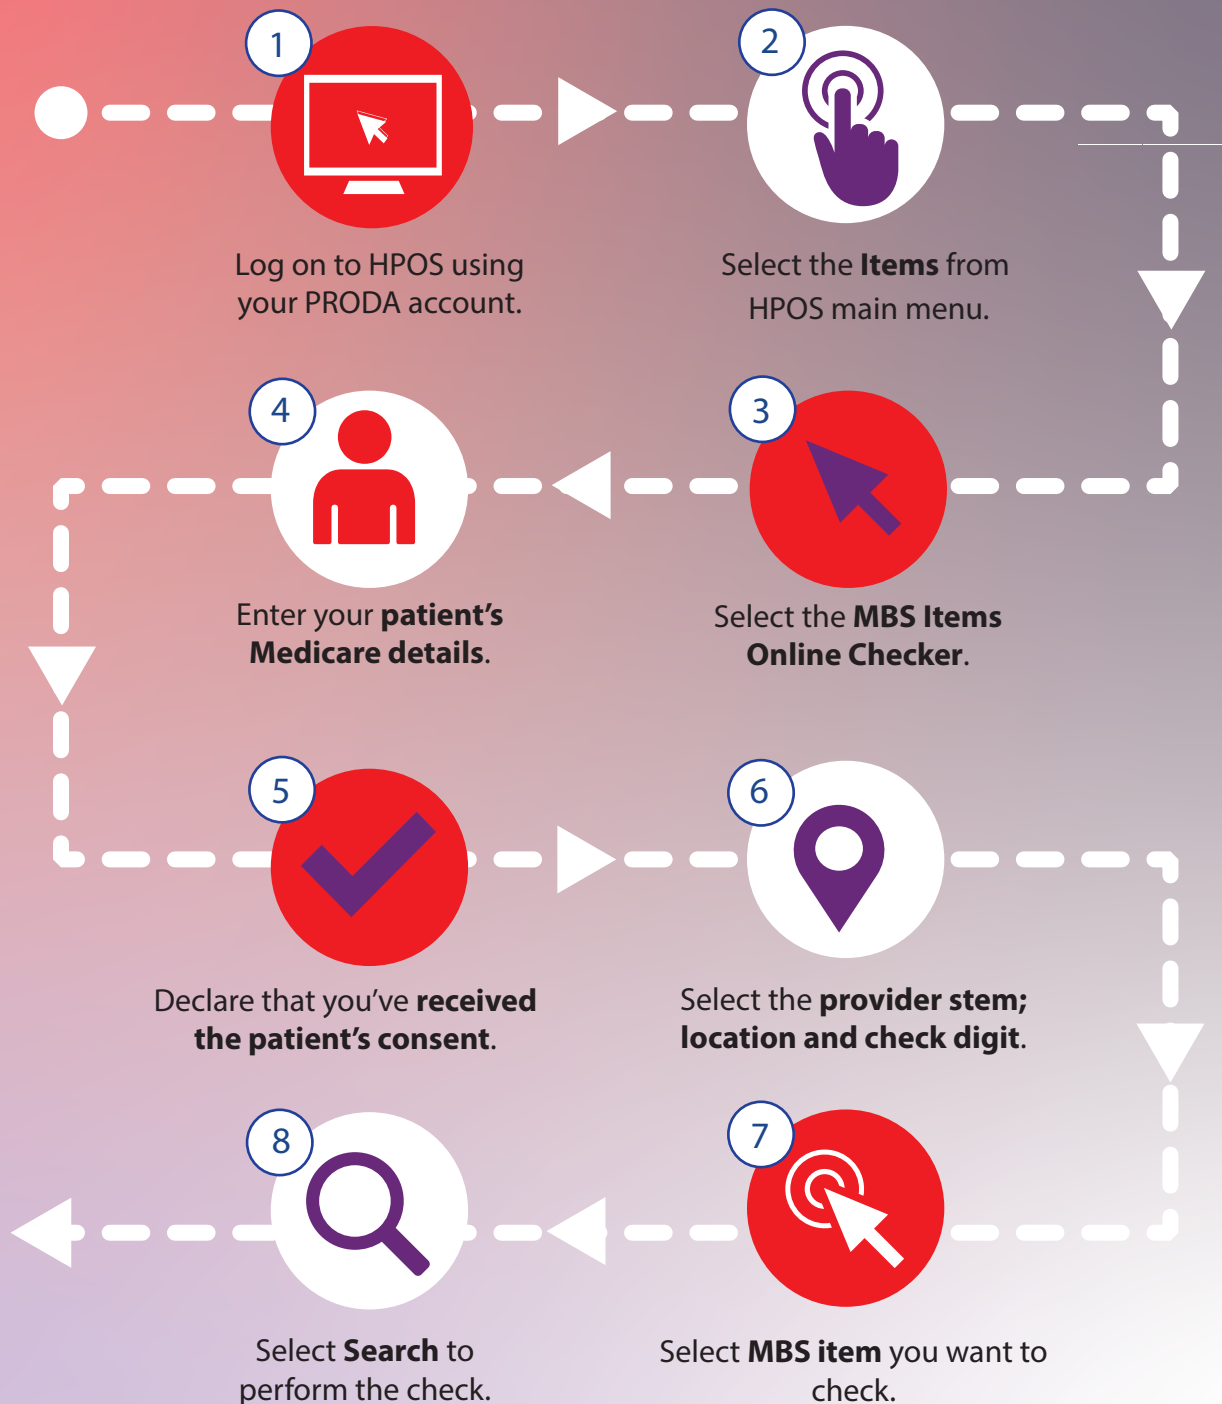 1
Log on to HPOS using
your PRODA account.
2
Select the Items from
HPOS main menu.
3
Select the MBS Items
Online Checker.
4
Enter your patient's
Medicare details.
5
Declare that you've received
the patient's consent.
6
Select the provider stem;
location and check digit.
7
Select MBS item you want to
check.
8
Select Search to
perform the check.